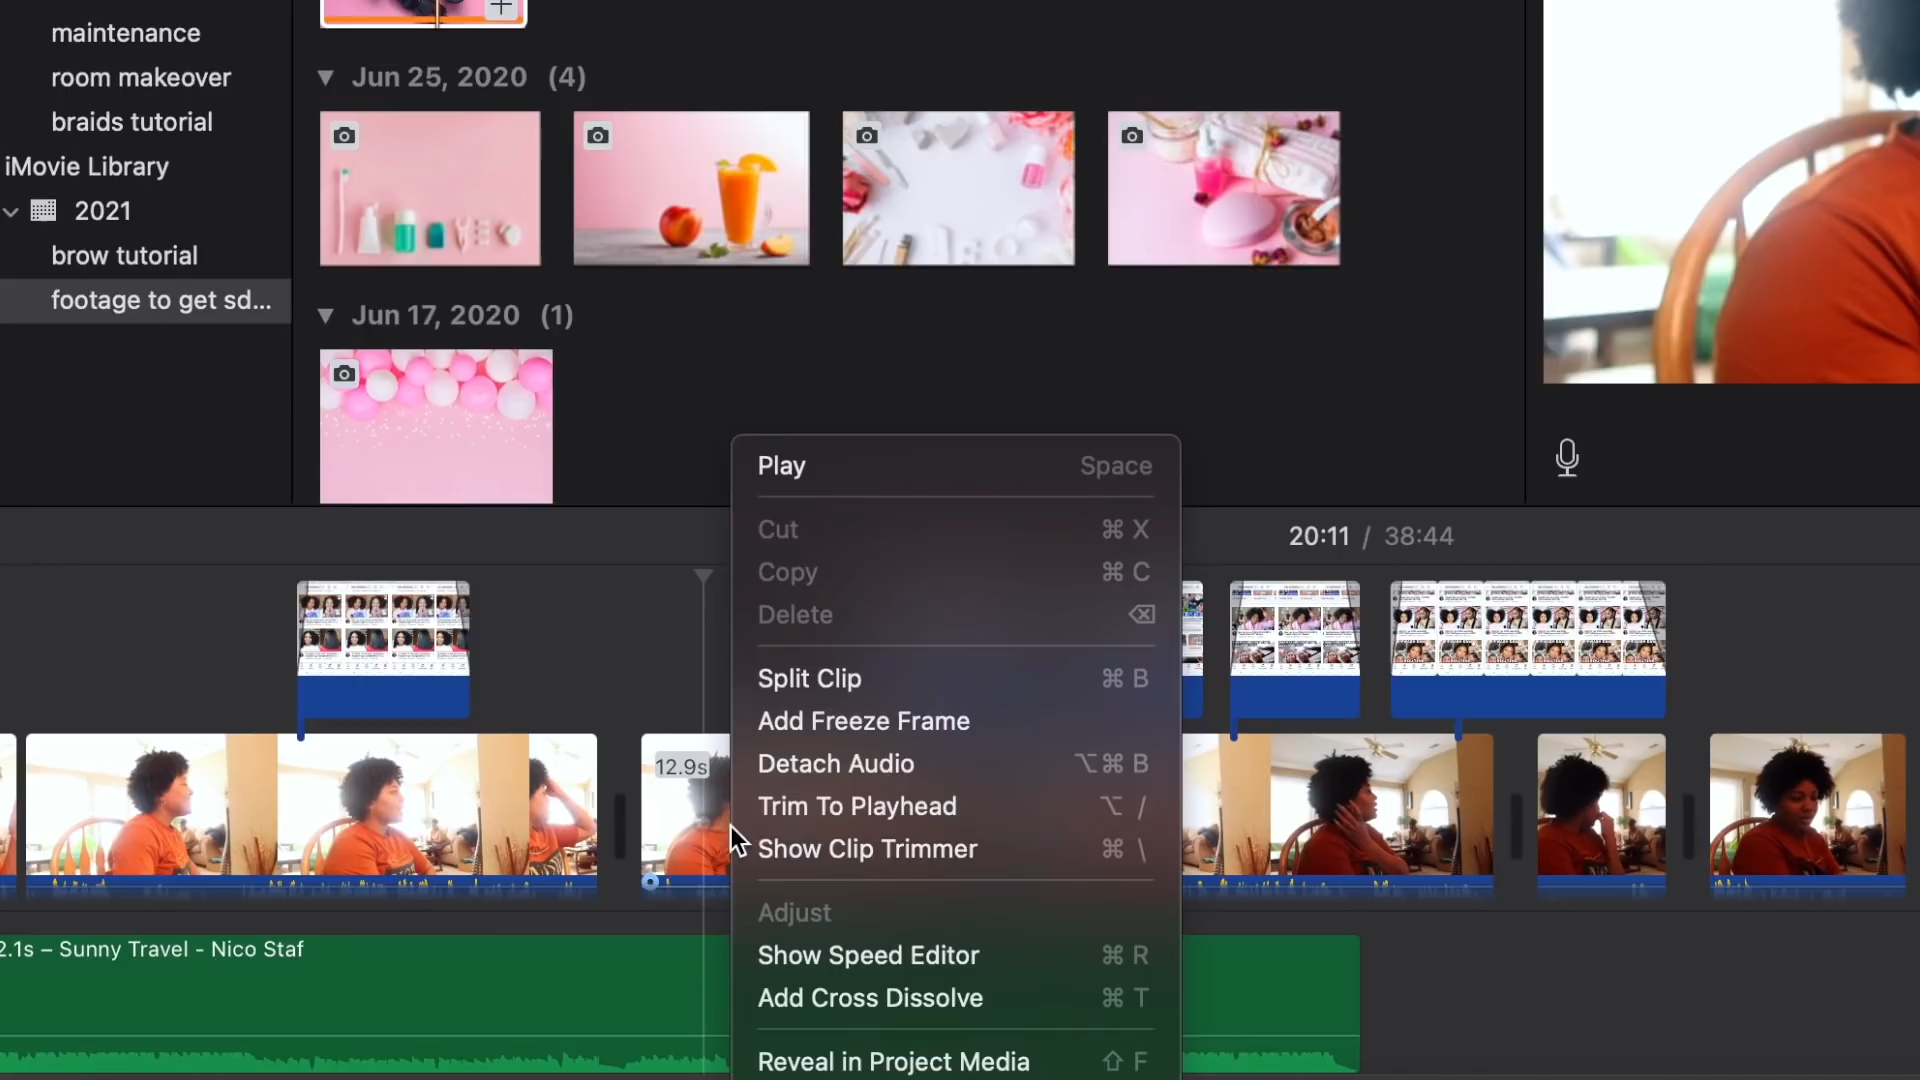 maintenance
room makeover
braids tutorial
iMovie Library
2021
brow tutorial
footage to get sd...
Jun 25, 2020 (4)
Jun 17, 2020 (1)
Play Space
Cut ⌘ X
Copy ⌘ C
Delete ⌫
Split Clip ⌘ B
Add Freeze Frame
Detach Audio ⌥⌘ B
Trim To Playhead ⌥ /
Show Clip Trimmer ⌘ \
Adjust
Show Speed Editor ⌘ R
Add Cross Dissolve ⌘ T
Reveal in Project Media ⇧ F
20:11 / 38:44
12.9s
2.1s – Sunny Travel - Nico Staf